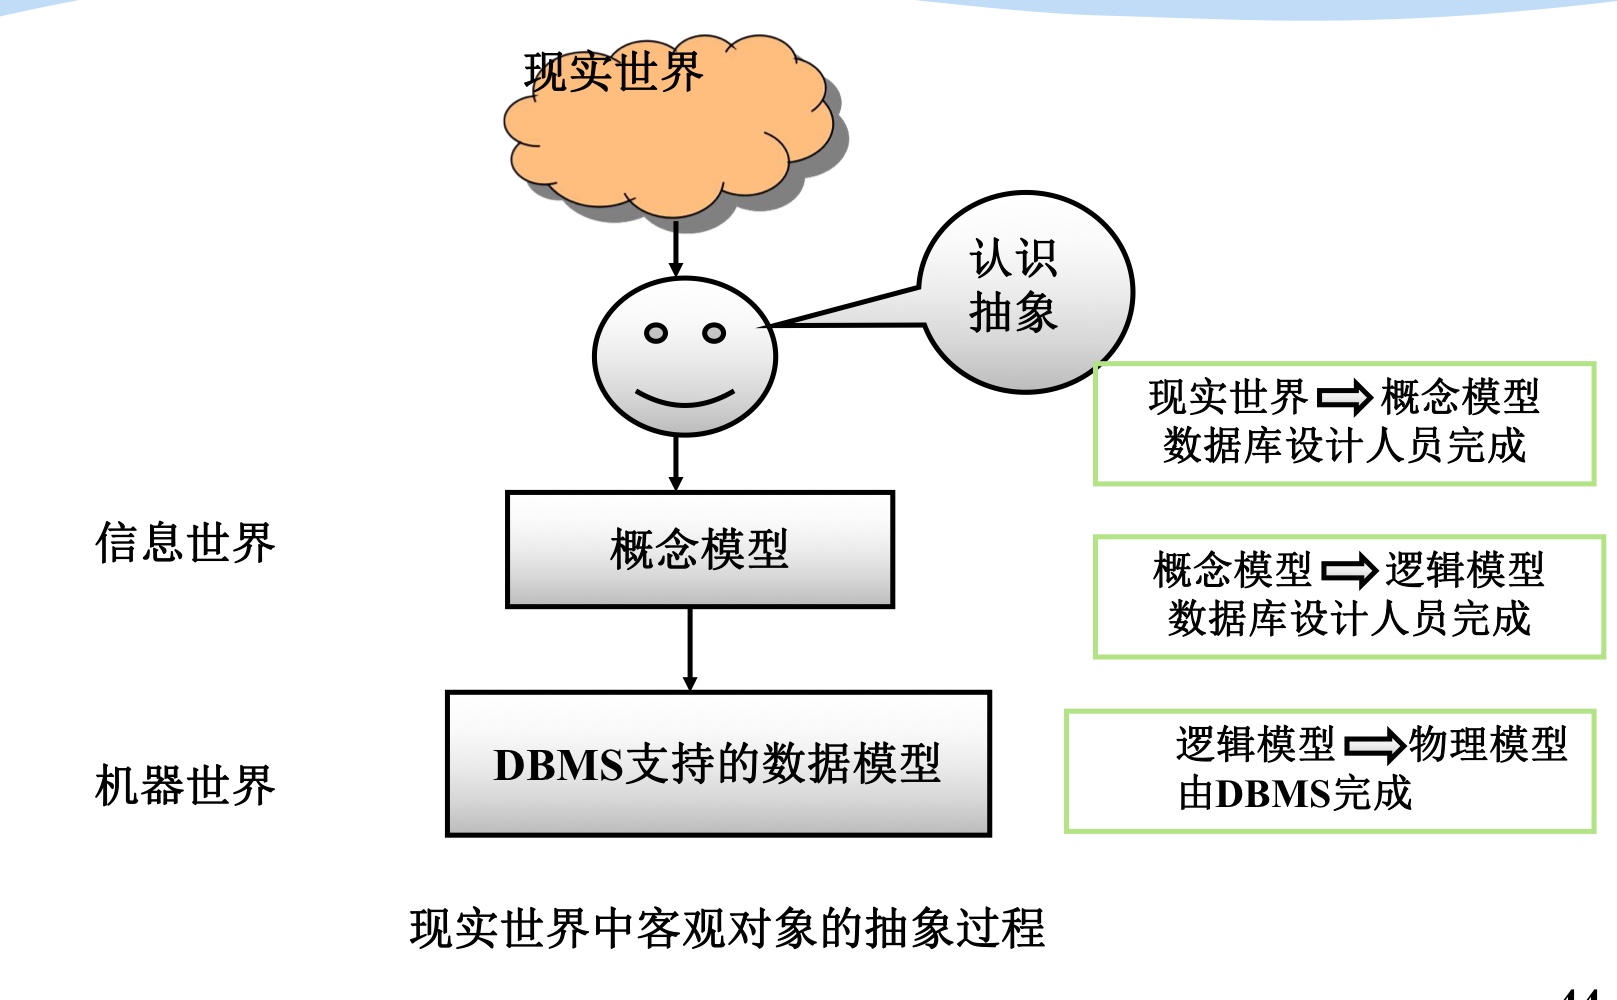 现实世界
认识
抽象
现实世界 概念模型
数据库设计人员完成
信息世界
概念模型
概念模型 逻辑模型
数据库设计人员完成
机器世界
DBMS支持的数据模型
逻辑模型 物理模型
由DBMS完成
现实世界中客观对象的抽象过程